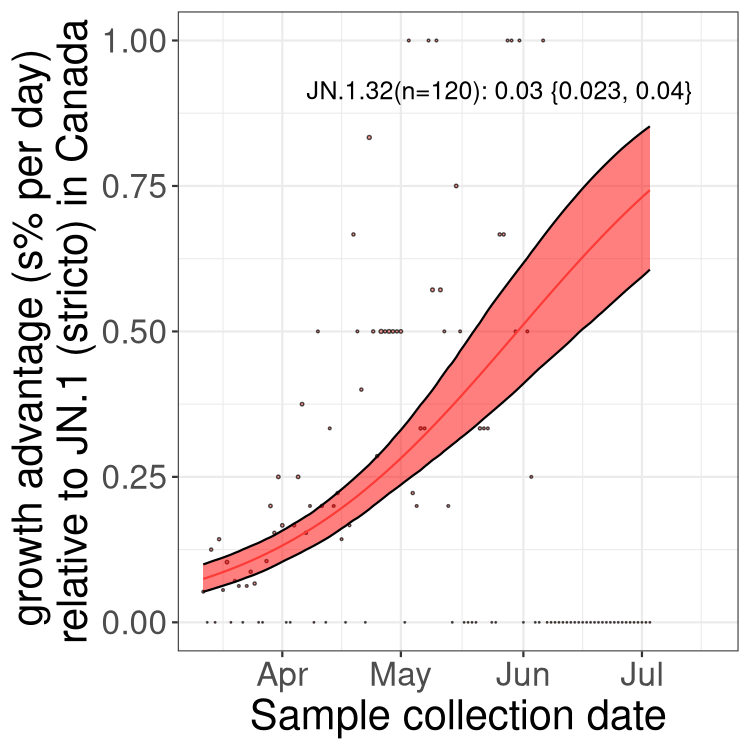 growth advantage (s% per day)
relative to JN.1 (stricto) in Canada
1.00
0.75
0.50
0.25
0.00
JN.1.32(n=120): 0.03 {0.023, 0.04}
Apr May Jun Jul
Sample collection date